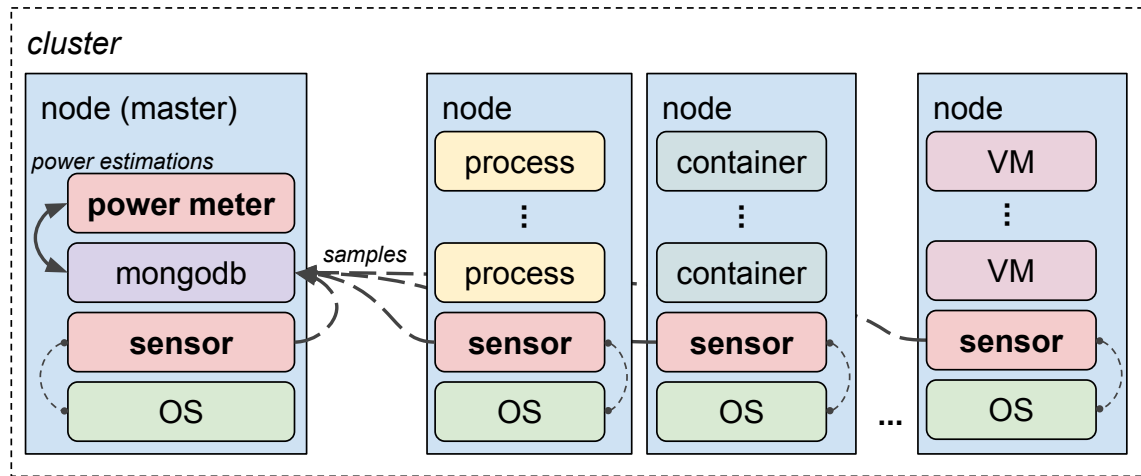 cluster
node (master)
power estimations
power meter
mongodb
sensor
OS
samples
node
process
⋮
process
sensor
OS
node
container
⋮
container
sensor
OS
...
node
VM
⋮
VM
sensor
OS